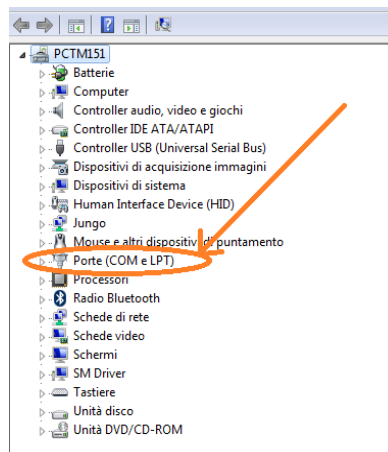 PCTM151
Batterie
Computer
Controller audio, video e giochi
Controller IDE ATA/ATAPI
Controller USB (Universal Serial Bus)
Dispositivi di acquisizione immagini
Dispositivi di sistema
Human Interface Device (HID)
Jungo
Mouse e altri dispositivi di puntamento
Porte (COM e LPT)
Processori
Radio Bluetooth
Schede di rete
Schede video
Schermi
SM Driver
Tastiere
Unità disco
Unità DVD/CD-ROM